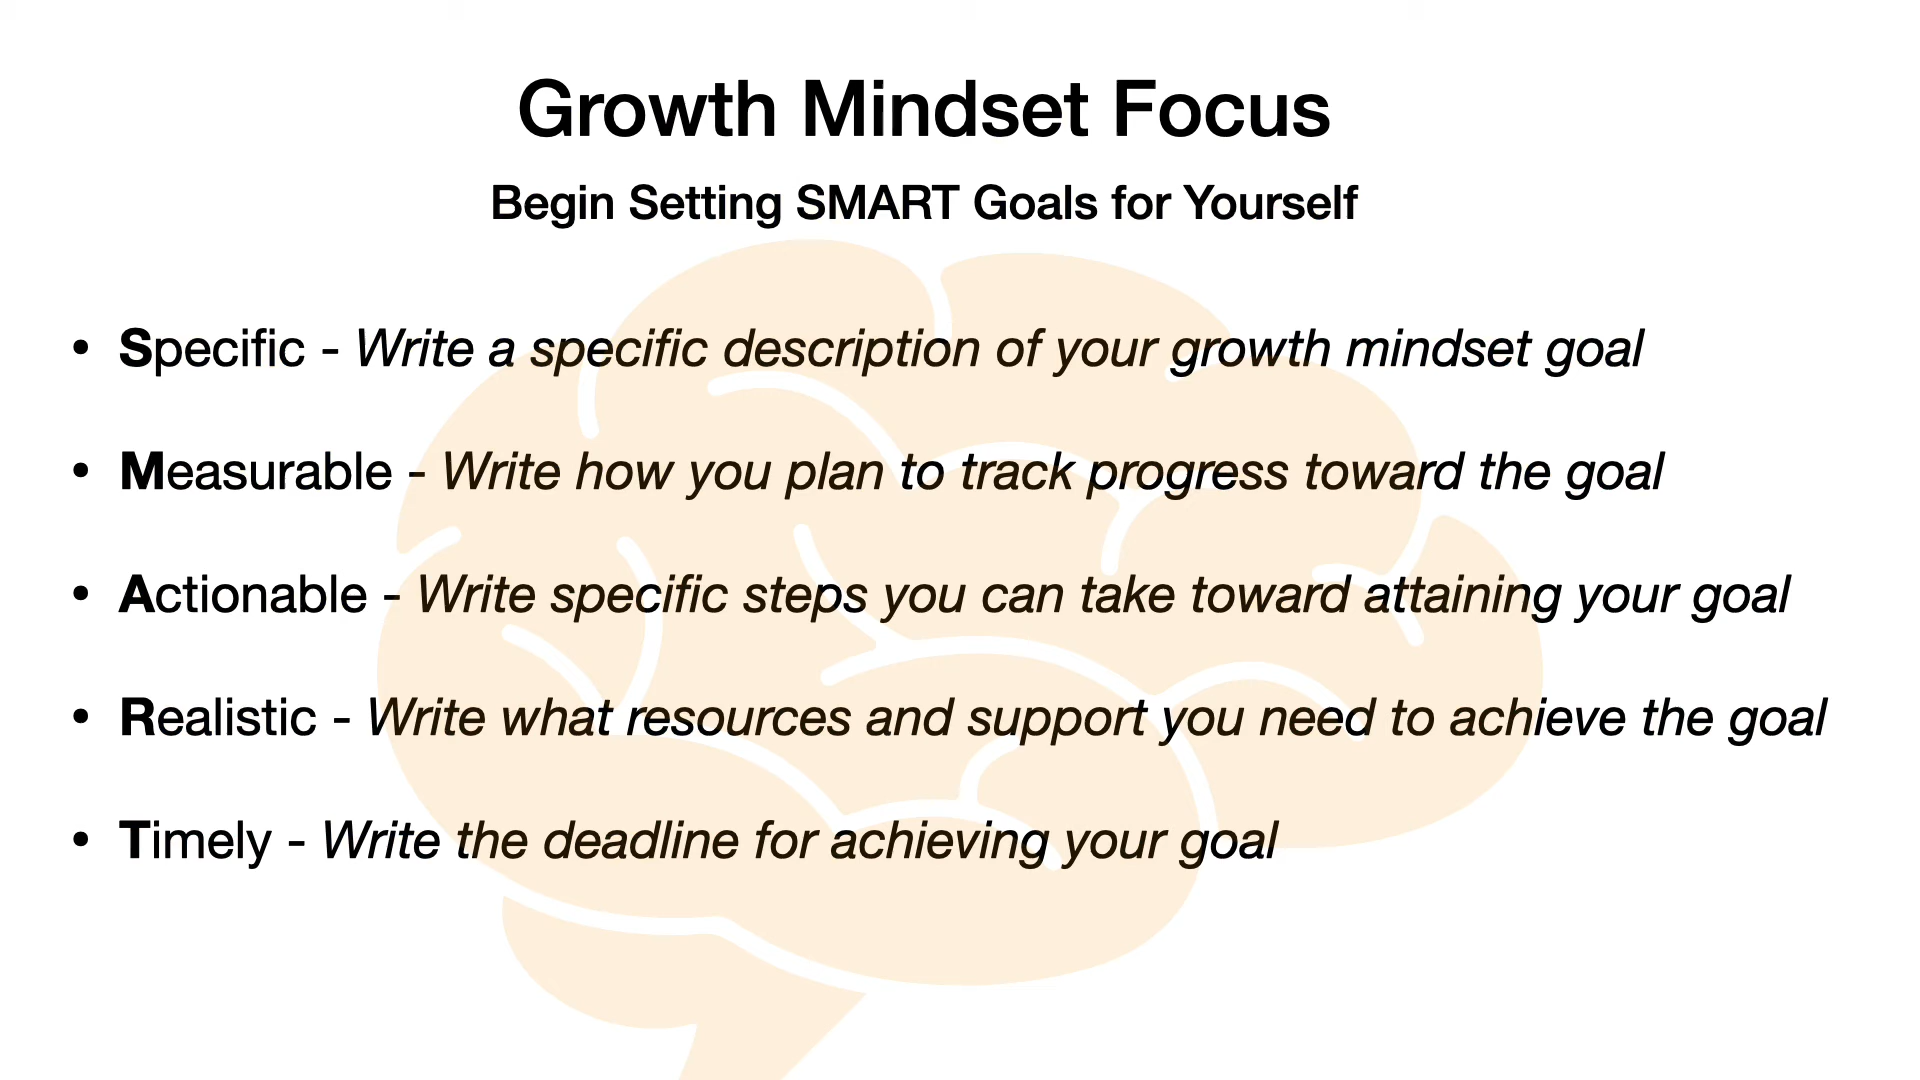 Growth Mindset Focus
Begin Setting SMART Goals for Yourself
• Specific - Write a specific description of your growth mindset goal
• Measurable - Write how you plan to track progress toward the goal
• Actionable - Write specific steps you can take toward attaining your goal
• Realistic - Write what resources and support you need to achieve the goal
• Timely - Write the deadline for achieving your goal